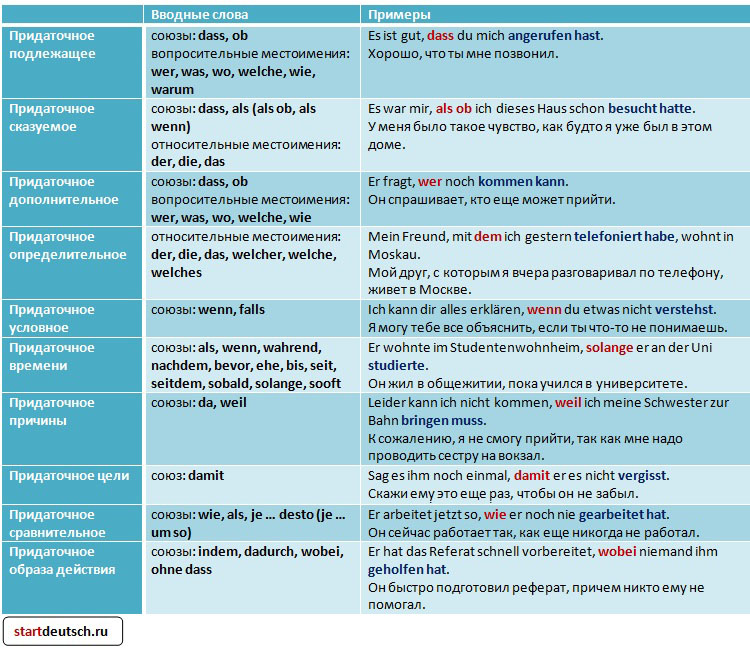 Вводные слова
Примеры
Придаточное
подлежащее
союзы: dass, ob
вопросительные местоимения:
wer, was, wo, welche, wie,
warum
Es ist gut, dass du mich angerufen hast.
Хорошо, что ты мне позвонил.
Придаточное
сказуемое
союзы: dass, als (als ob, als
wenn)
относительные местоимения:
der, die, das
Es war mir, als ob ich dieses Haus schon besucht hatte.
У меня было такое чувство, как будто я уже был в этом
доме.
Придаточное
дополнительное
союзы: dass, ob
вопросительные местоимения:
wer, was, wo, welche, wie
Er fragt, wer noch kommen kann.
Он спрашивает, кто еще может прийти.
Придаточное
определительное
относительные местоимения:
der, die, das, welcher, welche,
welches
Mein Freund, mit dem ich gestern telefoniert habe, wohnt in
Moskau.
Мой друг, с которым я вчера разговаривал по телефону,
живет в Москве.
Придаточное
условное
союзы: wenn, falls
Ich kann dir alles erklären, wenn du etwas nicht verstehst.
Я могу тебе все объяснить, если ты что-то не понимаешь.
Придаточное
времени
союзы: als, wenn, wahrend,
nachdem, bevor, ehe, bis, seit,
seitdem, sobald, solange, sooft
Er wohnte im Studentenwohnheim, solange er an der Uni
studierte.
Он жил в общежитии, пока учился в университете.
Придаточное
причины
союзы: da, weil
Leider kann ich nicht kommen, weil ich meine Schwester zur
Bahn bringen muss.
К сожалению, я не смогу прийти, так как мне надо
проводить сестру на вокзал.
Придаточное цели
союз: damit
Sag es ihm noch einmal, damit er es nicht vergisst.
Скажи ему это еще раз, чтобы он не забыл.
Придаточное
сравнительное
союзы: wie, als, je ... desto (je ...
um so)
Er arbeitet jetzt so, wie er noch nie gearbeitet hat.
Он сейчас работает так, как еще никогда не работал.
Придаточное
образа действия
союзы: indem, dadurch, wobei,
ohne dass
Er hat das Referat schnell vorbereitet, wobei niemand ihm
geholfen hat.
Он быстро подготовил реферат, причем никто ему не
помогал.
startdeutsch.ru